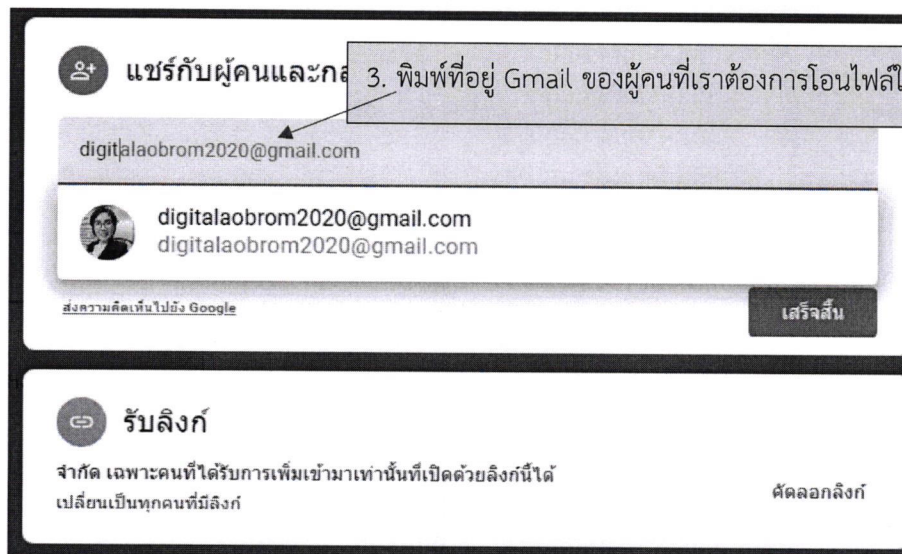 แชร์กับผู้คนและกล
3. พิมพ์ที่อยู่ Gmail ของผู้คนที่เราต้องการโอนไฟล์ใ
digitalaobrom2020@gmail.com
digitalaobrom2020@gmail.com
digitalaobrom2020@gmail.com
ส่งความคิดเห็นไปยัง Google
เสร็จสิ้น
รับลิงก์
จำกัด เฉพาะคนที่ได้รับการเพิ่มเข้ามาเท่านั้นที่เปิดด้วยลิงก์นี้ได้
เปลี่ยนเป็นทุกคนที่มีลิงก์
คัดลอกลิงก์